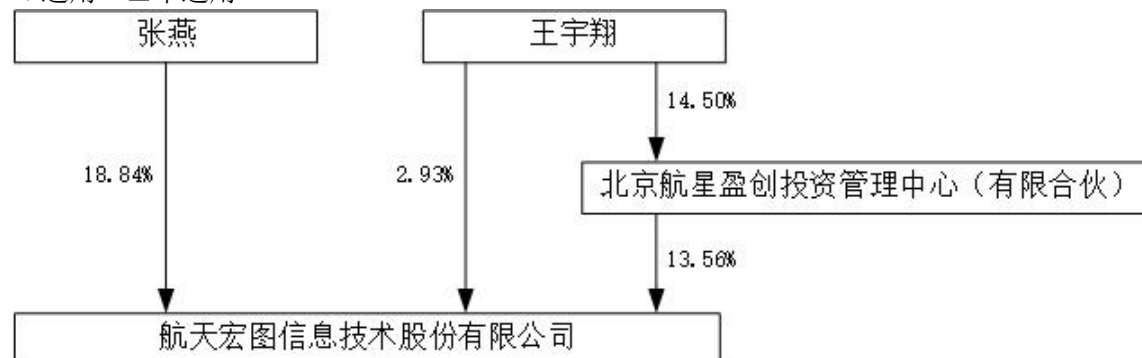 张燕
王宇翔
14.50%
18.84%
2.93%
北京航星盈创投资管理中心（有限合伙）
13.56%
航天宏图信息技术股份有限公司